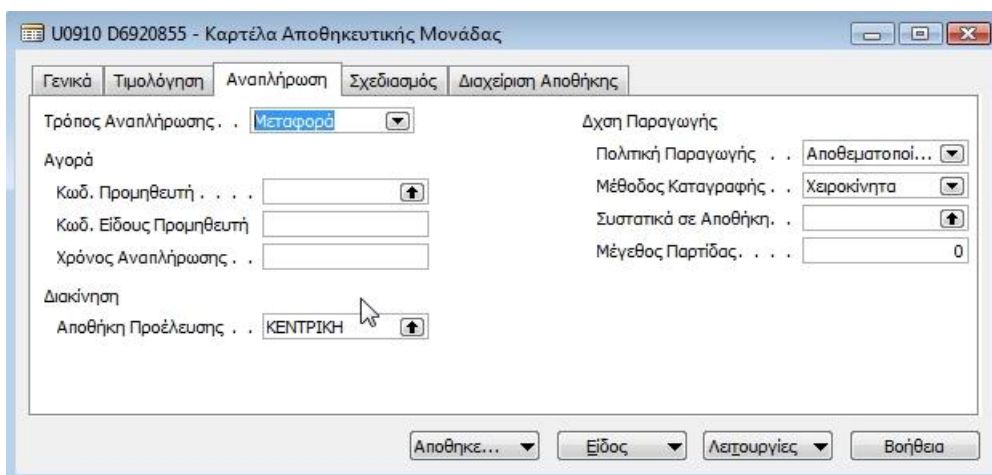 U0910 D6920855 - Καρτέλα Αποθηκευτικής Μονάδας
Γενικά Τιμολόγηση Αναπλήρωση Σχεδιασμός Διαχείριση Αποθήκης
Τρόπος Αναπλήρωσης . . Μεταφορά
Αγορά
Κωδ. Προμηθευτή . . . .
Κωδ. Είδους Προμηθευτή
Χρόνος Αναπλήρωσης . .
Διακίνηση
Αποθήκη Προέλευσης . . ΚΕΝΤΡΙΚΗ
Δχση Παραγωγής
Πολιτική Παραγωγής . . Αποθεματοποί...
Μέθοδος Καταγραφής . . Χειροκίνητα
Συστατικά σε Αποθήκη. .
Μέγεθος Παρτίδας. . . . 0
Αποθηκε... Είδος Λειτουργίες Βοήθεια